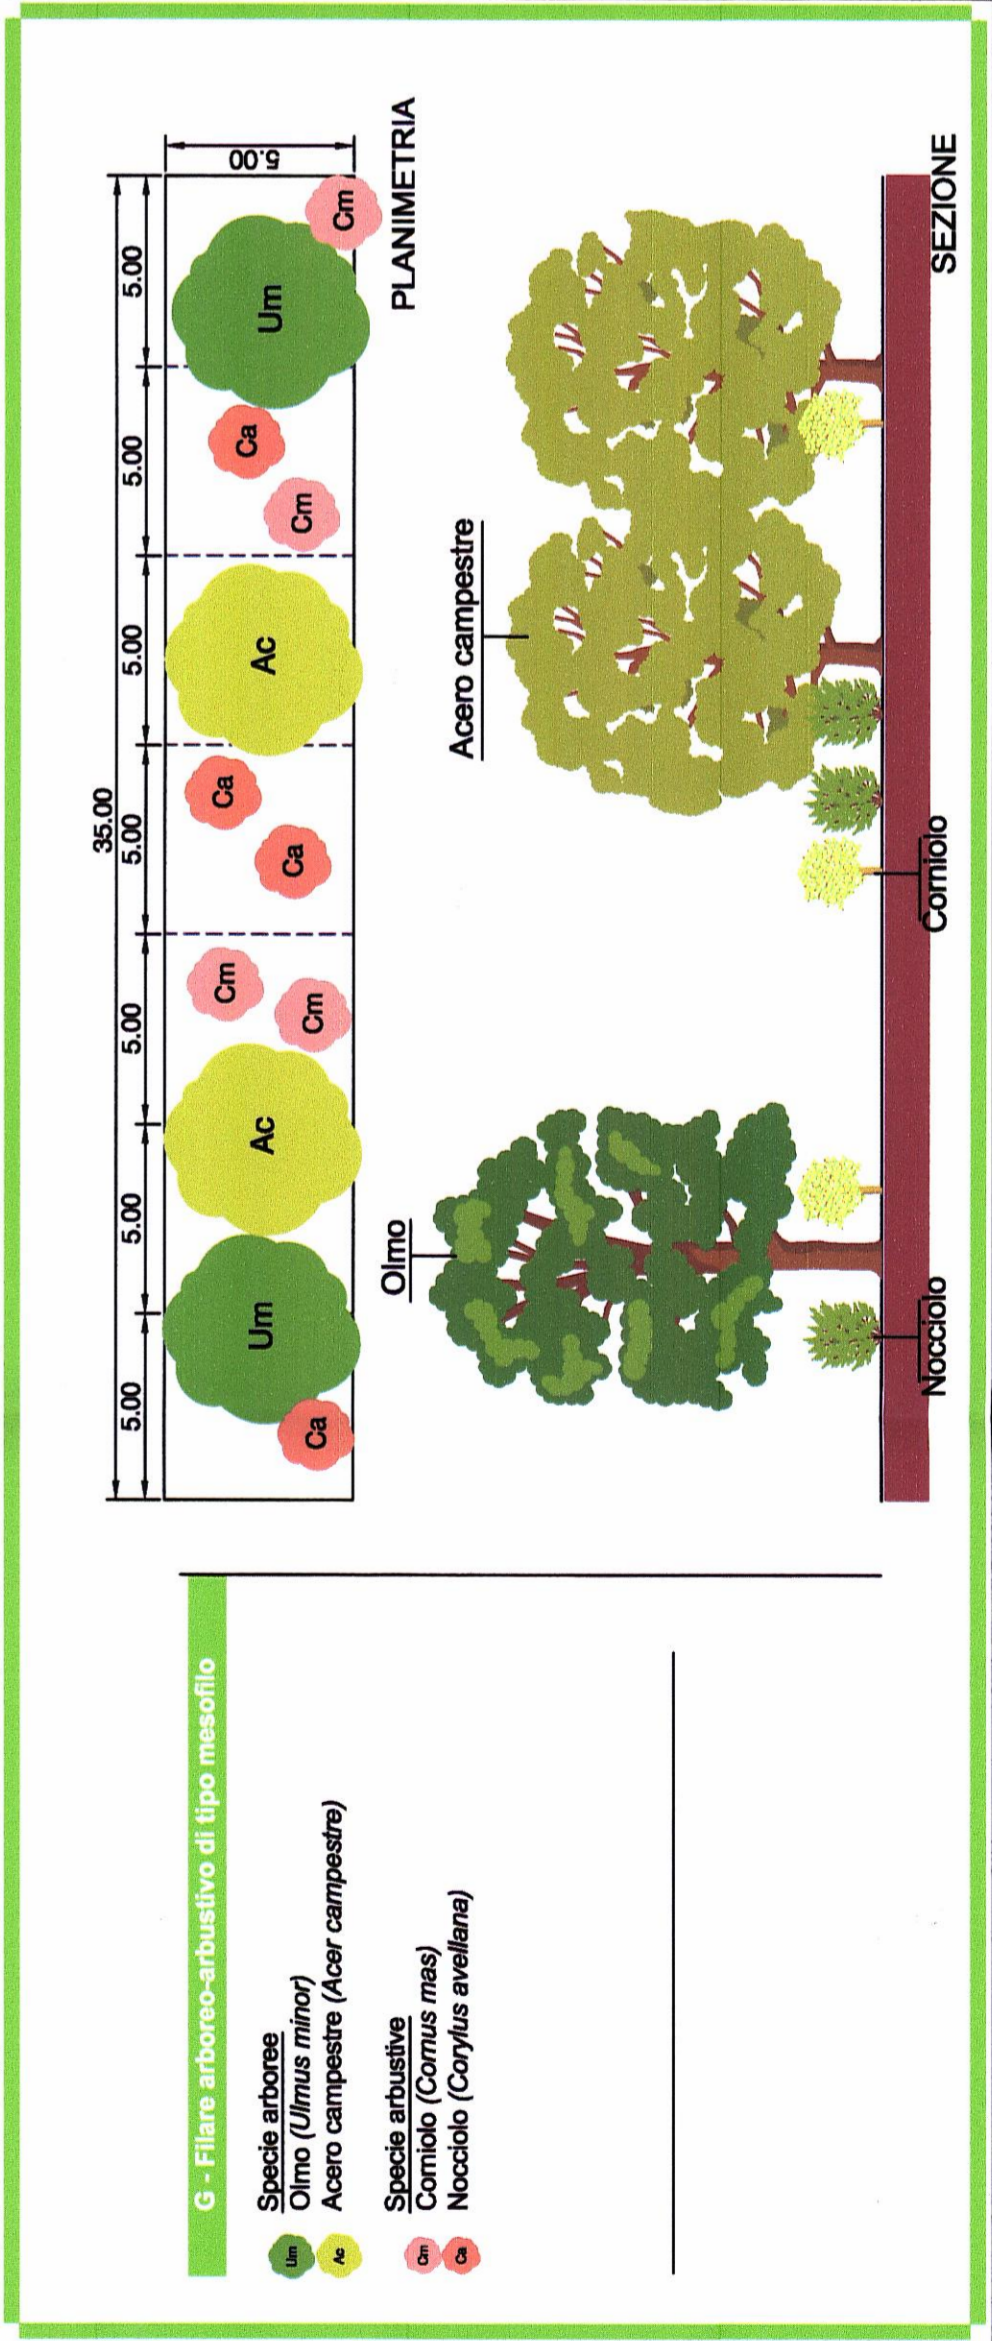 G - Filare arboreo-arbustivo di tipo mesofilo
Specie arboree
Um Olmo (Ulmus minor)
Ac Acero campestre (Acer campestre)
Specie arbustive
Cm Corniolo (Cornus mas)
Ca Nocciolo (Corylus avellana)
35.00
5.00 5.00 5.00 5.00 5.00 5.00 5.00
5.00
Ca Um Ac Cm Cm Ca Ca Ac Cm Ca Um Cm
PLANIMETRIA
Olmo
Acero campestre
Nocciolo
Corniolo
SEZIONE